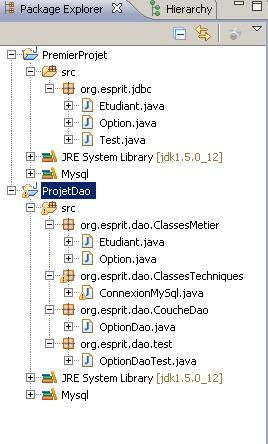 Package Explorer Hierarchy
PremierProjet
src
org.esprit.jdbc
Etudiant.java
Option.java
Test.java
JRE System Library [jdk1.5.0_12]
Mysql
ProjetDao
src
org.esprit.dao.ClassesMetier
Etudiant.java
Option.java
org.esprit.dao.ClassesTechniques
ConnexionMySql.java
org.esprit.dao.CoucheDao
OptionDao.java
org.esprit.dao.test
OptionDaoTest.java
JRE System Library [jdk1.5.0_12]
Mysql